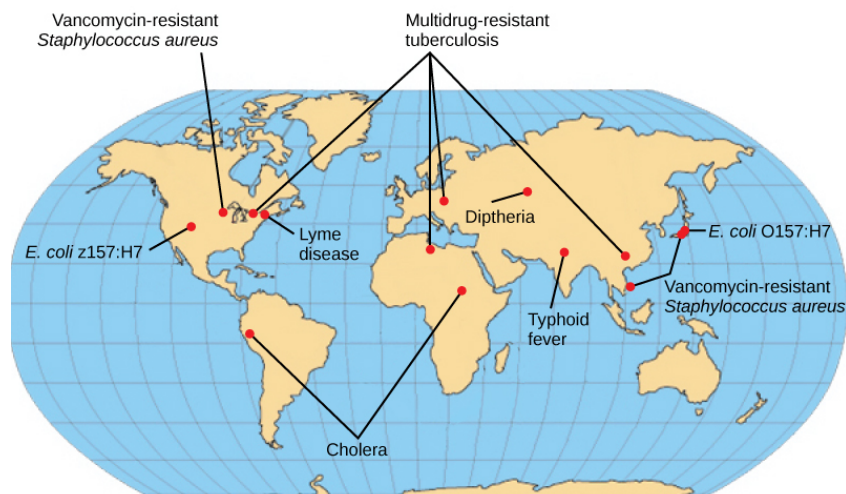 Vancomycin-resistant
Staphylococcus aureus
Multidrug-resistant
tuberculosis
Diptheria
E. coli z157:H7
Lyme
disease
E. coli O157:H7
Vancomycin-resistant
Staphylococcus aureus
Typhoid
fever
Cholera